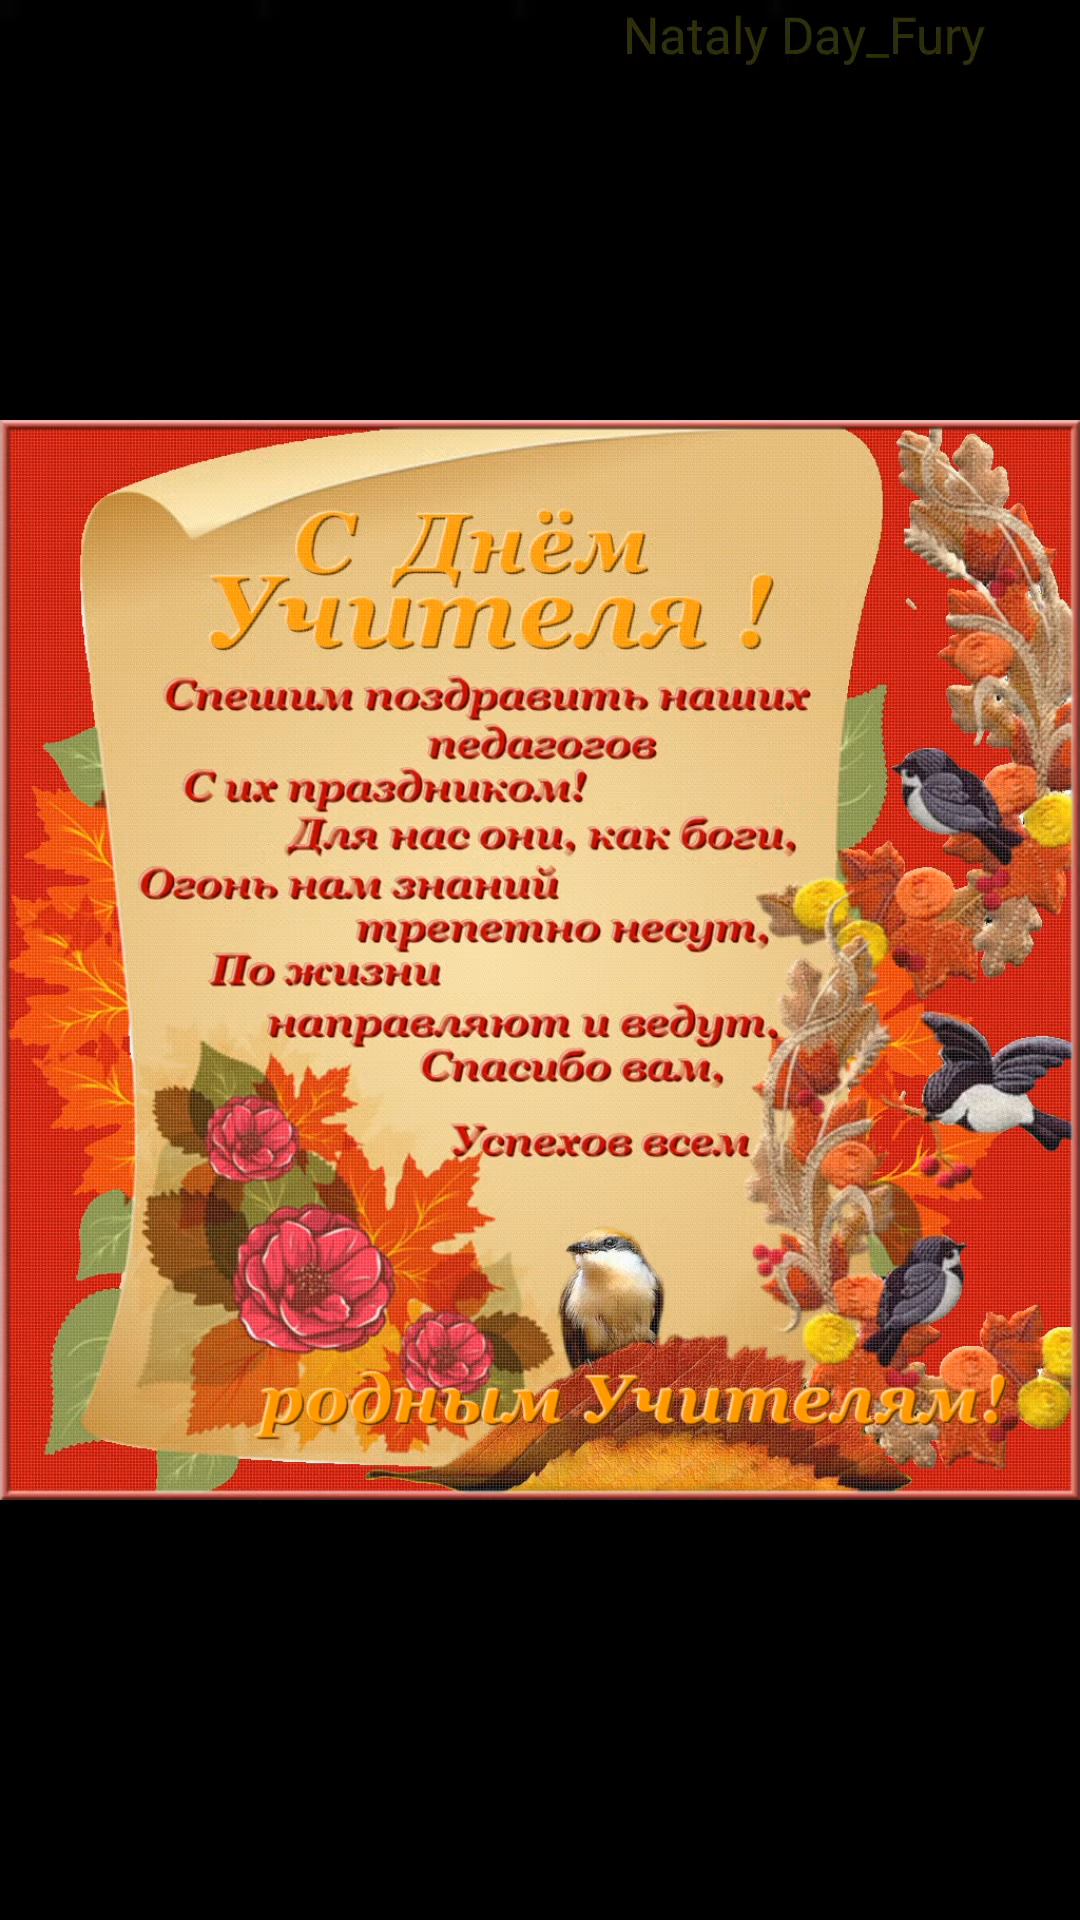 Nataly Day_Fury
С Днём
Учителя !
Спешим поздравить наших
педагогов
С их праздником!
Для нас они, как боги,
Огонь нам знаний
трепетно несут,
По жизни
направляют и ведут.
Спасибо вам,
Успехов всем
родным Учителям!